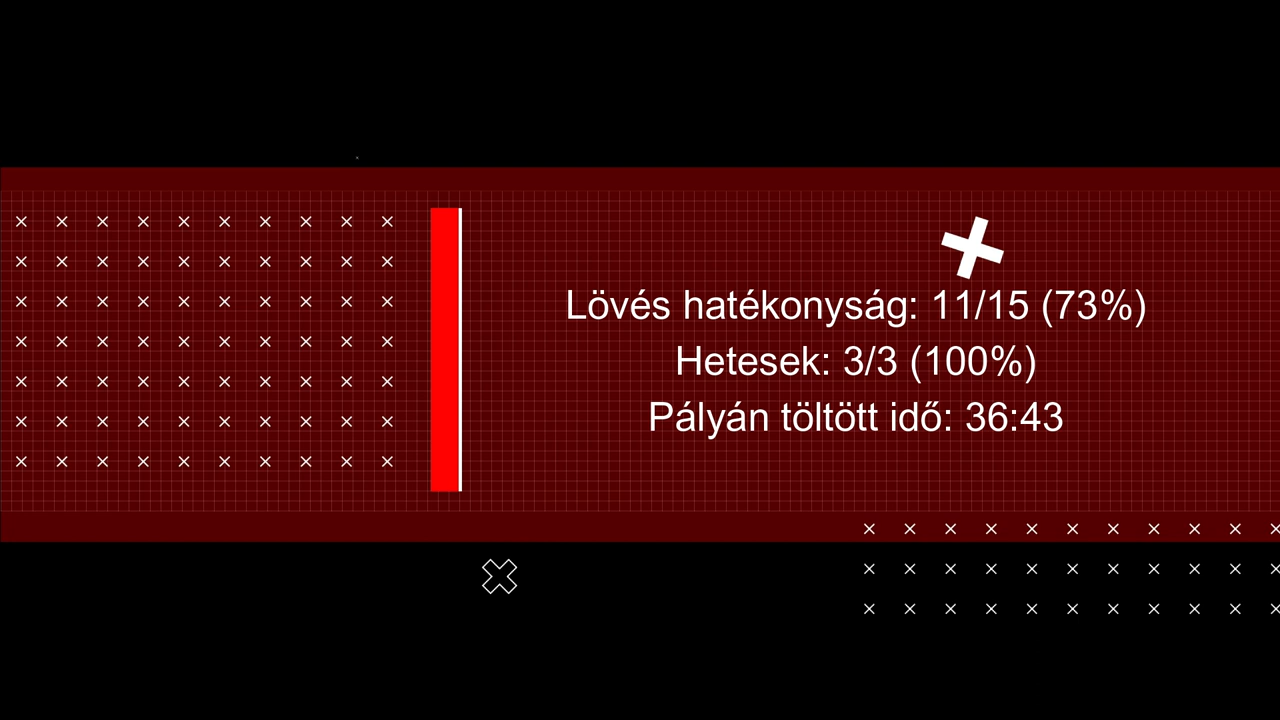 Lövés hatékonyság: 11/15 (73%)
Hetesek: 3/3 (100%)
Pályán töltött idő: 36:43